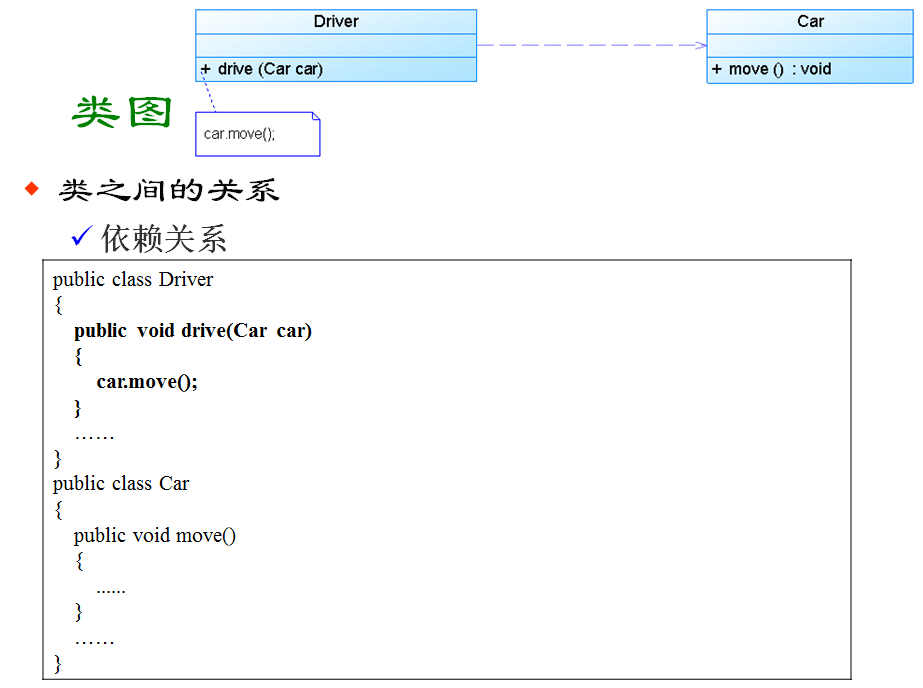 Driver
+ drive (Car car)
Car
+ move () : void
car.move();
类图
类之间的关系
依赖关系
public class Driver
{
public void drive(Car car)
{
car.move();
}
……
}
public class Car
{
public void move()
{
......
}
……
}